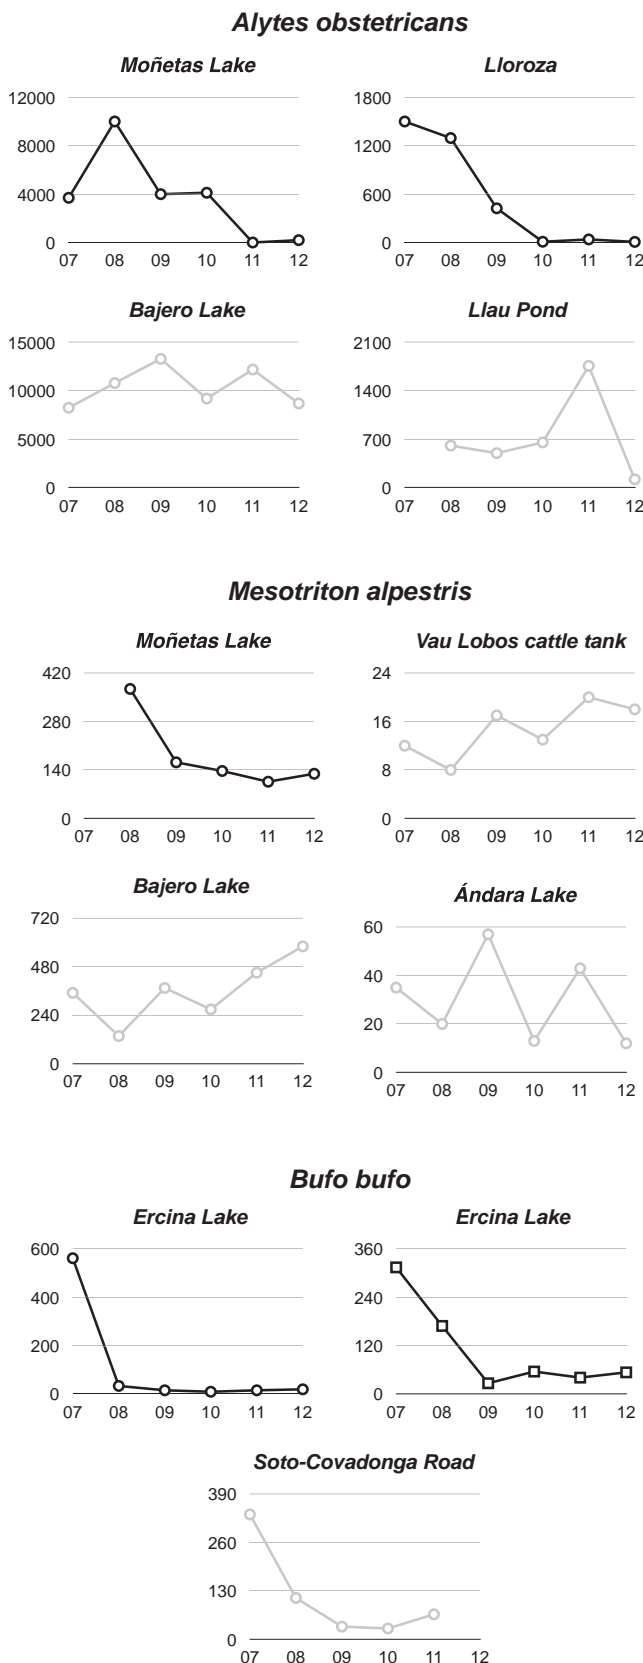 Alytes obstetricans
Moñetas Lake
12000
8000
4000
0
07 08 09 10 11 12
Lloroza
1800
1200
600
0
07 08 09 10 11 12
Bajero Lake
15000
10000
5000
0
07 08 09 10 11 12
Llau Pond
2100
1400
700
0
07 08 09 10 11 12
Mesotriton alpestris
Moñetas Lake
420
280
140
0
07 08 09 10 11 12
Vau Lobos cattle tank
24
16
8
0
07 08 09 10 11 12
Bajero Lake
720
480
240
0
07 08 09 10 11 12
Ándara Lake
60
40
20
0
07 08 09 10 11 12
Bufo bufo
Ercina Lake
600
400
200
0
07 08 09 10 11 12
Ercina Lake
360
240
120
0
07 08 09 10 11 12
Soto-Covadonga Road
390
260
130
0
07 08 09 10 11 12